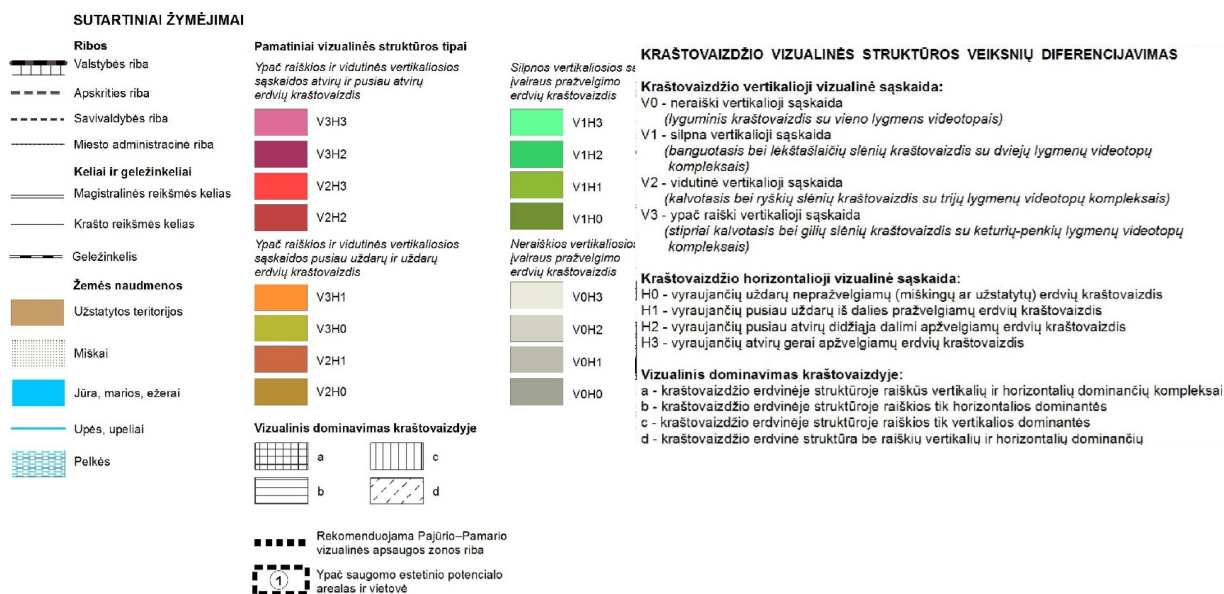 SUTARTINIAI ŽYMĖJIMAI
Ribos
Valstybės riba
Apskrities riba
Savivaldybės riba
Miesto administracinė riba
Keliai ir geležinkeliai
Magistralinės reikšmės kelias
Krašto reikšmės kelias
Geležinkelis
Žemės naudmenos
Užstatytos teritorijos
Miškai
Jūra, marios, ežerai
Upės, upeliai
Pelkės
Pamatiniai vizualinės struktūros tipai
Ypač raiškios ir vidutinės vertikaliosios
sąskaidos atvirų ir pusiau atvirų
erdvių kraštovaizdis
V3H3
V3H2
V2H3
V2H2
Ypač raiškios ir vidutinės vertikaliosios
sąskaidos pusiau uždarų ir uždarų
erdvių kraštovaizdis
V3H1
V3H0
V2H1
V2H0
Silpnos vertikaliosios są
įvairaus pražvelgimo
erdvių kraštovaizdis
V1H3
V1H2
V1H1
V1H0
Neraiškios vertikaliosios
įvairaus pražvelgimo
erdvių kraštovaizdis
V0H3
V0H2
V0H1
V0H0
Vizualinis dominavimas kraštovaizdyje
a
c
b
d
Rekomenduojama Pajūrio–Pamario
vizualinės apsaugos zonos riba
1 Ypač saugomo estetinio potencialo
arealas ir vietovė
KRAŠTOVAIZDŽIO VIZUALINĖS STRUKTŪROS VEIKSNIŲ DIFERENCIJAVIMAS
Kraštovaizdžio vertikalioji vizualinė sąskaida:
V0 - neraiški vertikalioji sąskaida
(lyguminis kraštovaizdis su vieno lygmens videotopais)
V1 - silpna vertikalioji sąskaida
(banguotasis bei lėkštašlaičių slėnių kraštovaizdis su dviejų lygmenų videotopų
kompleksais)
V2 - vidutinė vertikalioji sąskaida
(kalvotasis bei ryškių slėnių kraštovaizdis su trijų lygmenų videotopų kompleksais)
V3 - ypač raiški vertikalioji sąskaida
(stipriai kalvotasis bei gilių slėnių kraštovaizdis su keturių-penkių lygmenų videotopų
kompleksais)
Kraštovaizdžio horizontalioji vizualinė sąskaida:
H0 - vyraujančių uždarų nepražvelgiamų (miškingų ar užstatytų) erdvių kraštovaizdis
H1 - vyraujančių pusiau uždarų iš dalies pražvelgiamų erdvių kraštovaizdis
H2 - vyraujančių pusiau atvirų didžiąja dalimi apžvelgiamų erdvių kraštovaizdis
H3 - vyraujančių atvirų gerai apžvelgiamų erdvių kraštovaizdis
Vizualinis dominavimas kraštovaizdyje:
a - kraštovaizdžio erdvinėje struktūroje raiškūs vertikalių ir horizontalių dominančių kompleksai
b - kraštovaizdžio erdvinėje struktūroje raiškios tik horizontalios dominantės
c - kraštovaizdžio erdvinėje struktūroje raiškios tik vertikalios dominantės
d - kraštovaizdžio erdvinė struktūra be raiškių vertikalių ir horizontalių dominančių